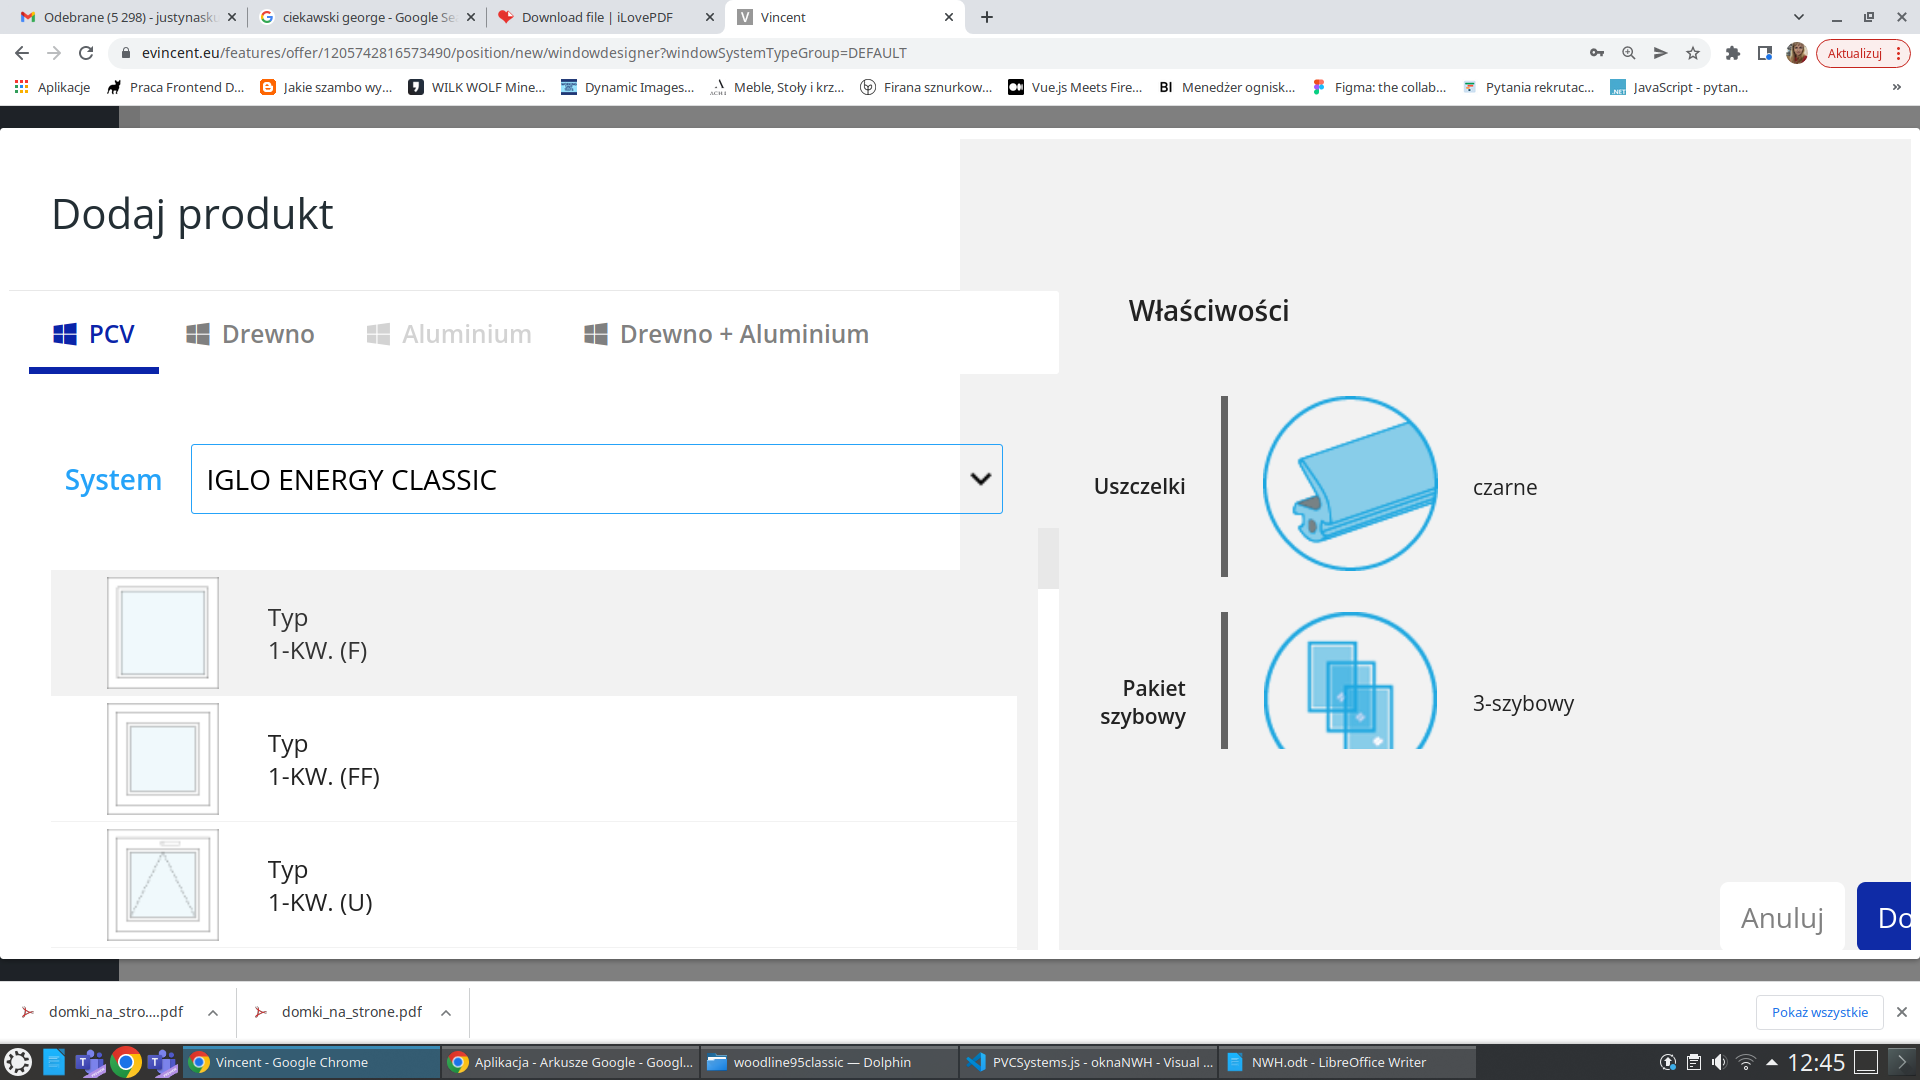 Odebrane (5 298) - justynasku
ciekawski george - Google Se
Download file | iLovePDF
Vincent
evincent.eu/features/offer/1205742816573490/position/new/windowdesigner?windowSystemTypeGroup=DEFAULT
Aktualizuj
Aplikacje
Praca Frontend D...
Jakie szambo wy...
WILK WOLF Mine...
Dynamic Images...
Meble, Stoły i krz...
Firana sznurkow...
Vue.js Meets Fire...
BI Menedżer ognisk...
Figma: the collab...
Pytania rekrutac...
JavaScript - pytan...
Dodaj produkt
PCV
Drewno
Aluminium
Drewno + Aluminium
System
IGLO ENERGY CLASSIC
Typ
1-KW. (F)
Typ
1-KW. (FF)
Typ
1-KW. (U)
Właściwości
Uszczelki
czarne
Pakiet
szybowy
3-szybowy
Anuluj
Do
domki_na_stro....pdf
domki_na_strone.pdf
Pokaż wszystkie
Vincent - Google Chrome
Aplikacja - Arkusze Google - Googl...
woodline95classic — Dolphin
PVCSystems.js - oknaNWH - Visual ...
NWH.odt - LibreOffice Writer
12:45